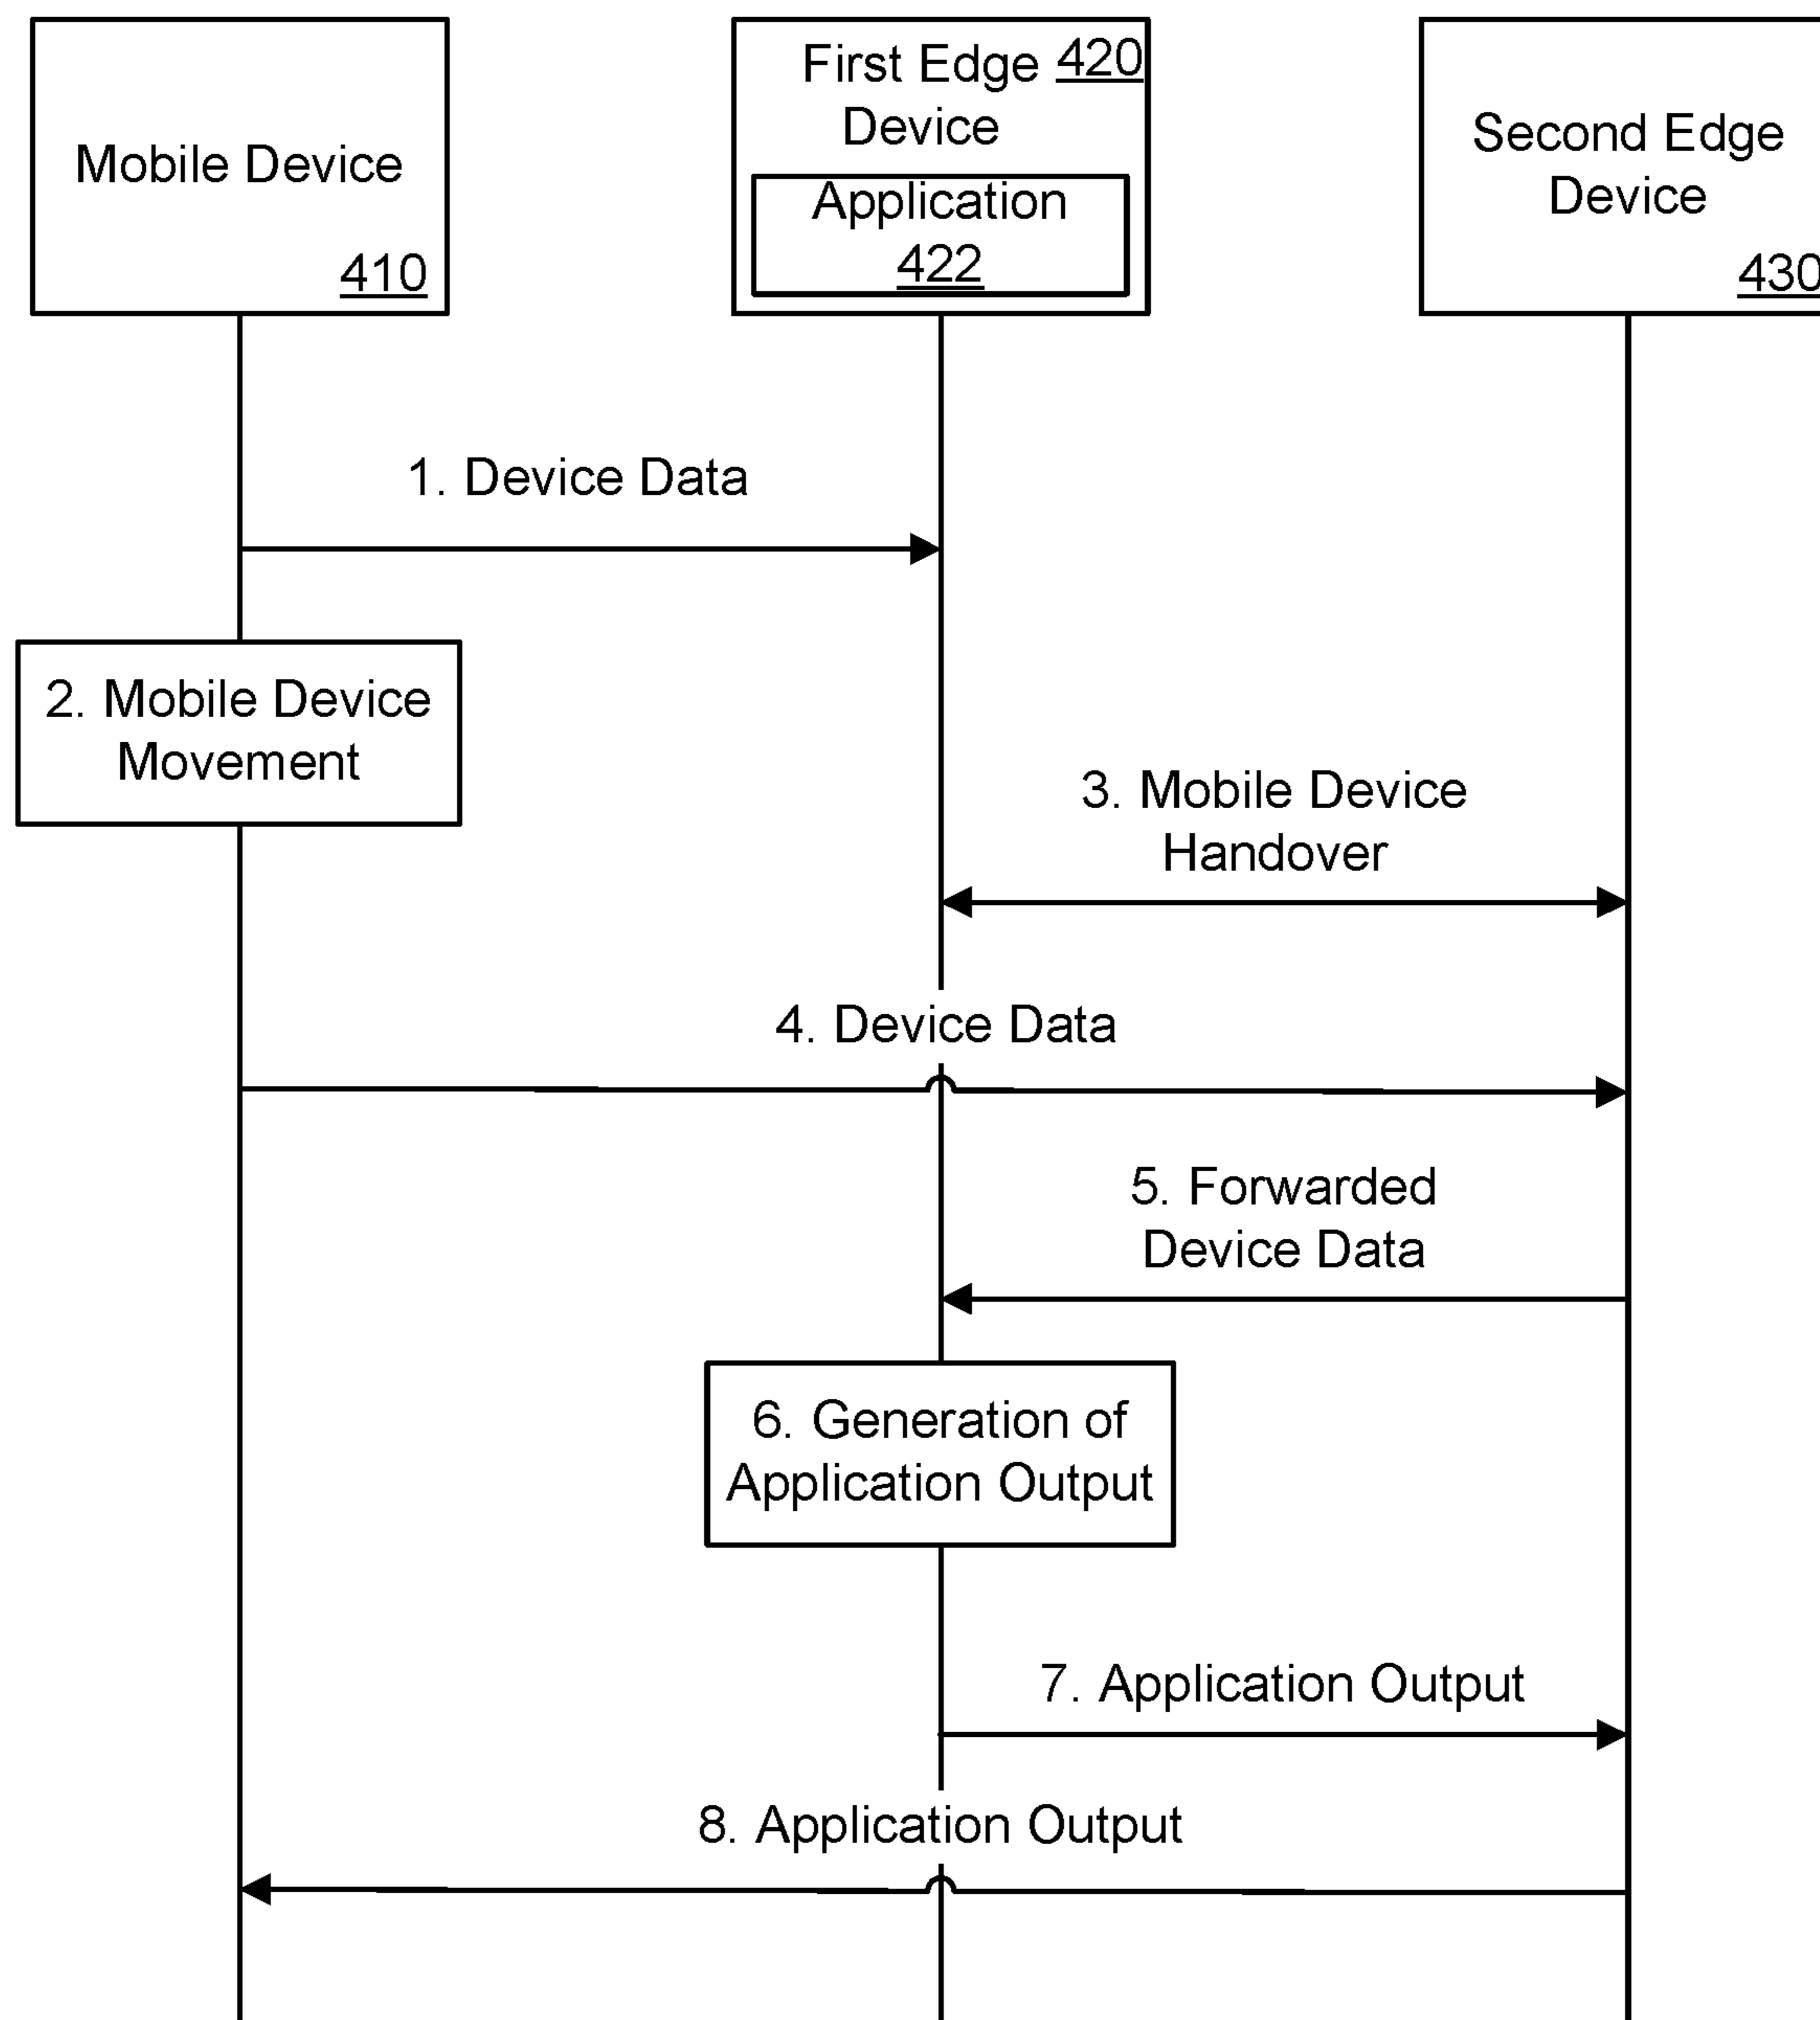 Mobile Device
410
First Edge 420
Device
Application
422
Second Edge
Device
430
1. Device Data
2. Mobile Device
Movement
3. Mobile Device
Handover
4. Device Data
5. Forwarded
Device Data
6. Generation of
Application Output
7. Application Output
8. Application Output